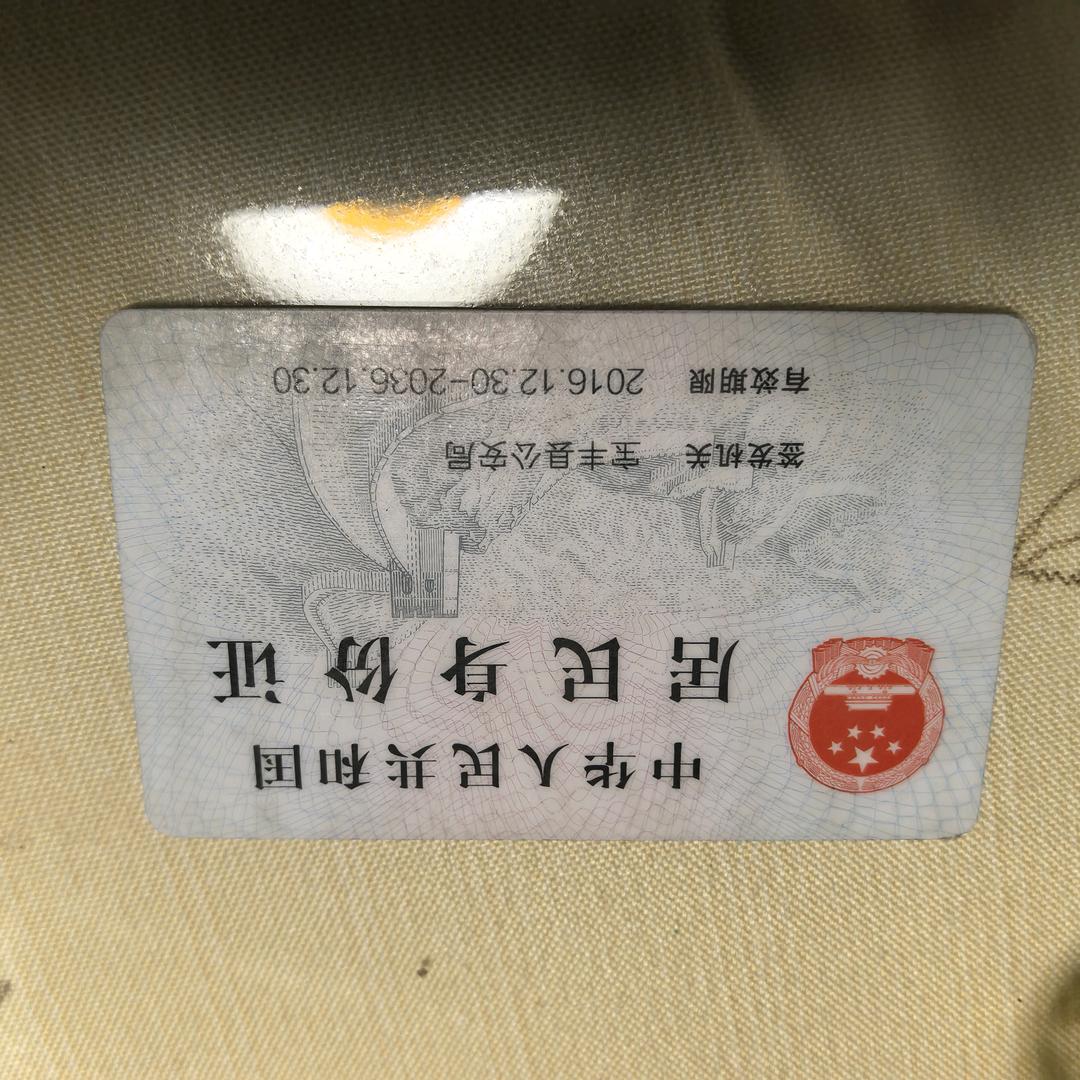 中华人民共和国
居民身份证
签发机关 宝丰县公安局
有效期限 2016.12.30-2036.12.30